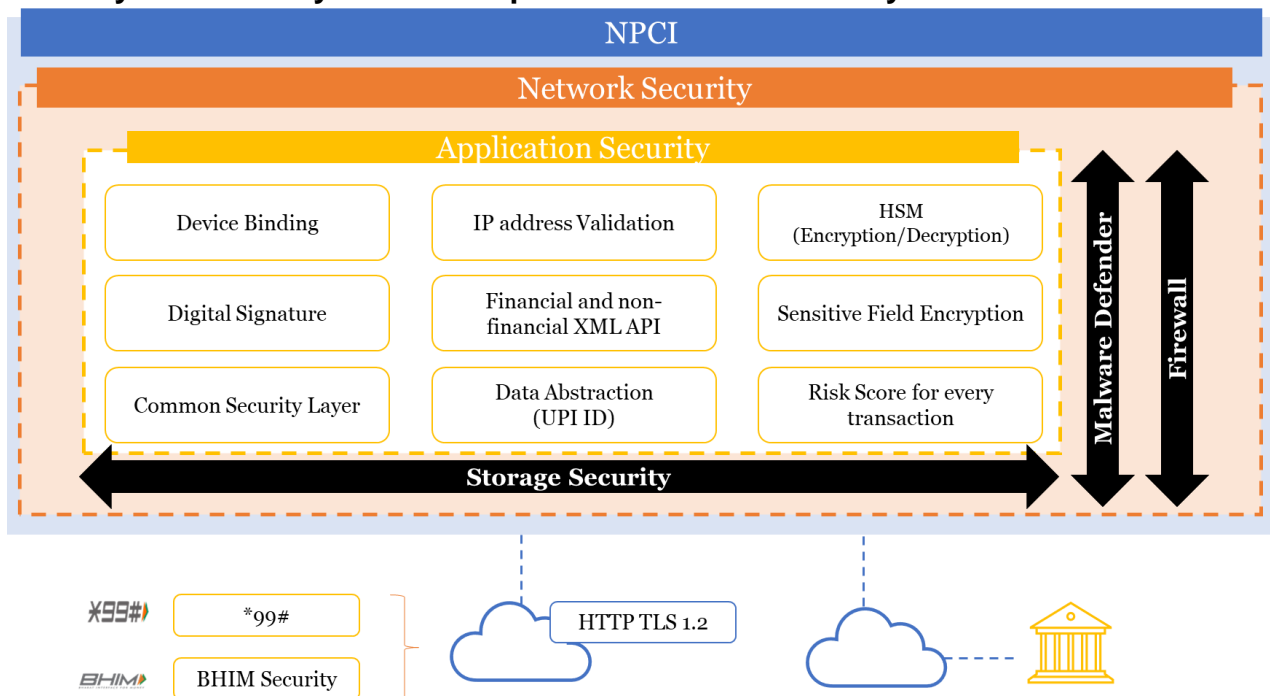 NPCI
Network Security
Application Security
Device Binding
IP address Validation
HSM
(Encryption/Decryption)
Digital Signature
Financial and non-
financial XML API
Sensitive Field Encryption
Common Security Layer
Data Abstraction
(UPI ID)
Risk Score for every
transaction
Malware Defender
Firewall
Storage Security
*99#
*99#
HTTP TLS 1.2
BHIM
BHIM Security